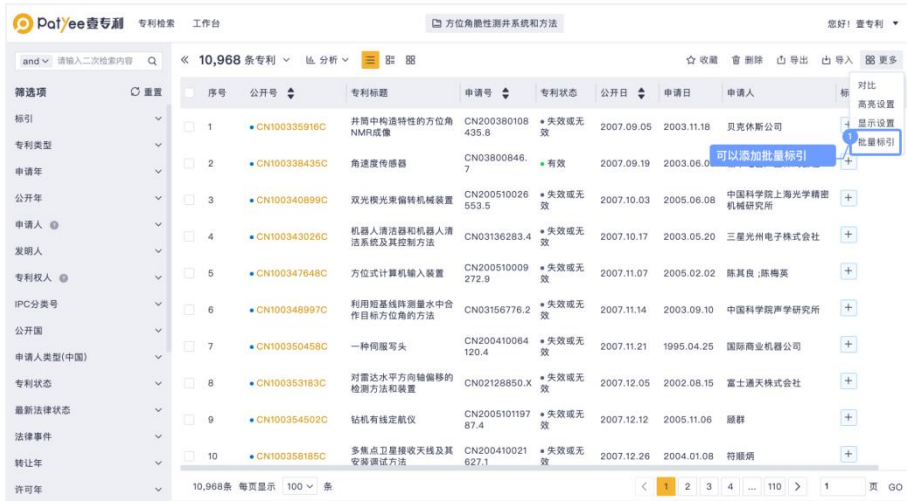 Patyee壹专利 专利检索 工作台 方位角脆性测井系统和方法 您好！壹专利
and 请输入二次检索内容 10,968 条专利 分析 收藏 删除 导出 导入 更多
筛选项 重置 序号 公开号 专利标题 申请号 专利状态 公开日 申请日 申请人 标
对比
高亮设置
显示设置
批量标引
1
可以添加批量标引
标引
专利类型
申请年
公开年
申请人
发明人
专利权人
IPC分类号
公开国
申请人类型(中国)
专利状态
最新法律状态
法律事件
转让年
许可年
1 CN100335916C 井筒中构造特性的方位角NMR成像 CN200380108435.8 失效或无效 2007.09.05 2003.11.18 贝克休斯公司
2 CN100338435C 角速度传感器 CN03800846.7 有效 2007.09.19 2003.06.0
3 CN100340899C 双光楔光束偏转机械装置 CN200510026553.5 失效或无效 2007.10.03 2005.06.08 中国科学院上海光学精密机械研究所
4 CN100343026C 机器人清洁器和机器人清洁系统及其控制方法 CN03136283.4 失效或无效 2007.10.17 2003.05.20 三星光州电子株式会社
5 CN100347648C 方位式计算机输入装置 CN200510009272.9 失效或无效 2007.11.07 2005.02.02 陈其良 ;陈梅英
6 CN100348997C 利用短基线阵测量水中合作目标方位角的方法 CN03156776.2 失效或无效 2007.11.14 2003.09.10 中国科学院声学研究所
7 CN100350458C 一种伺服写头 CN200410064120.4 失效或无效 2007.11.21 1995.04.25 国际商业机器公司
8 CN100353183C 对雷达水平方向轴偏移的检测方法和装置 CN02128850.X 失效或无效 2007.12.05 2002.08.15 富士通天株式会社
9 CN100354502C 钻机有线定航仪 CN200510119787.4 失效或无效 2007.12.12 2005.11.06 顾群
10 CN100358185C 多焦点卫星接收天线及其安装调试方法 CN200410021627.1 失效或无效 2007.12.26 2004.01.08 符顺炳
10,968条 每页显示 100 条 1 2 3 4 ... 110 1 页 GO